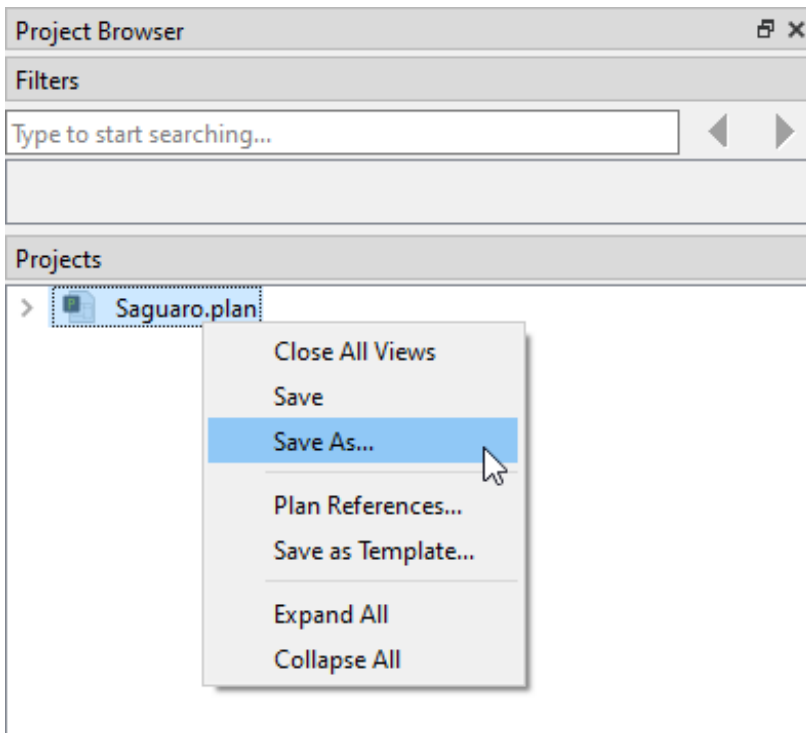 Project Browser
Filters
Type to start searching...
Projects
Saguaro.plan
Close All Views
Save
Save As...
Plan References...
Save as Template...
Expand All
Collapse All